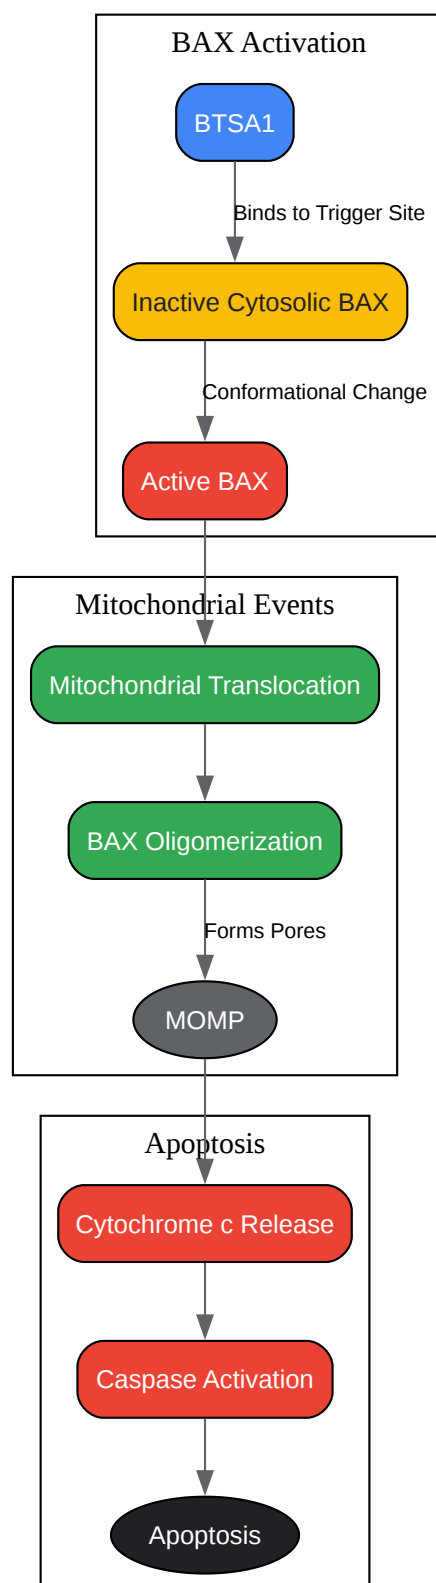 BAX Activation
BTSA1
Binds to Trigger Site
Inactive Cytosolic BAX
Conformational Change
Active BAX
Mitochondrial Events
Mitochondrial Translocation
BAX Oligomerization
Forms Pores
MOMP
Apoptosis
Cytochrome c Release
Caspase Activation
Apoptosis